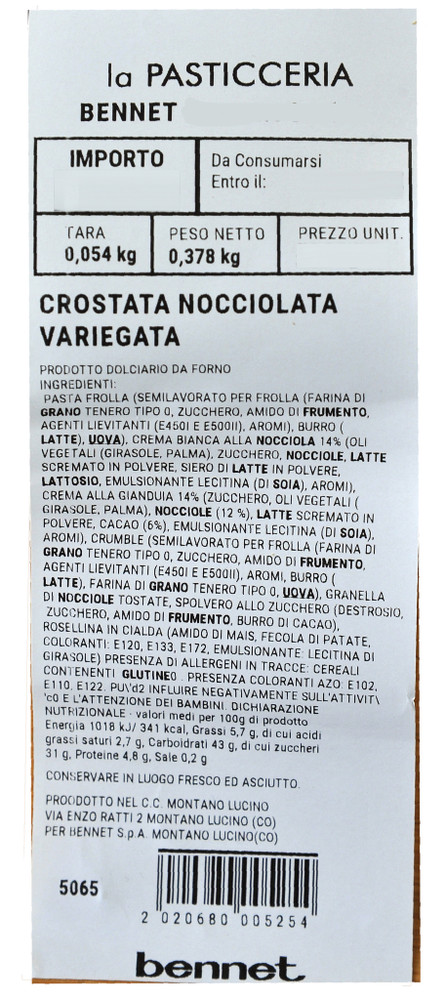 la PASTICCERIA
BENNET
IMPORTO
Da Consumarsi
Entro il:
TARA
0,054 kg
PESO NETTO
0,378 kg
PREZZO UNIT.
CROSTATA NOCCIOLATA
VARIEGATA
PRODOTTO DOLCIARIO DA FORNO
INGREDIENTI:
PASTA FROLLA (SEMILAVORATO PER FROLLA (FARINA DI
GRANO TENERO TIPO 0, ZUCCHERO, AMIDO DI FRUMENTO,
AGENTI LIEVITANTI (E450I E E500II), AROMI), BURRO (
LATTE), UOVA), CREMA BIANCA ALLA NOCCIOLA 14% (OLI
VEGETALI (GIRASOLE, PALMA), ZUCCHERO, NOCCIOLE, LATTE
SCREMATO IN POLVERE, SIERO DI LATTE IN POLVERE,
LATTOSIO, EMULSIONANTE LECITINA (DI SOIA), AROMI),
CREMA ALLA GIANDUIA 14% (ZUCCHERO, OLI VEGETALI (
GIRASOLE, PALMA), NOCCIOLE (12 %), LATTE SCREMATO IN
POLVERE, CACAO (6%), EMULSIONANTE LECITINA (DI SOIA),
AROMI), CRUMBLE (SEMILAVORATO PER FROLLA (FARINA DI
GRANO TENERO TIPO 0, ZUCCHERO, AMIDO DI FRUMENTO,
AGENTI LIEVITANTI (E450I E E500II), AROMI, BURRO (
LATTE), FARINA DI GRANO TENERO TIPO 0, UOVA), GRANELLA
DI NOCCIOLE TOSTATE, SPOLVERO ALLO ZUCCHERO (DESTROSIO,
ZUCCHERO, AMIDO DI FRUMENTO, BURRO DI CACAO),
ROSELLINA IN CIALDA (AMIDO DI MAIS, FECOLA DI PATATE,
COLORANTI: E120, E133, E172, EMULSIONANTE: LECITINA DI
GIRASOLE) PRESENZA DI ALLERGENI IN TRACCE: CEREALI
CONTENENTI GLUTINE0 . PRESENZA COLORANTI AZO: E102,
E110, E122. PU\'d2 INFLUIRE NEGATIVAMENTE SULL'ATTIVIT\
'c0 E L'ATTENZIONE DEI BAMBINI. DICHIARAZIONE
NUTRIZIONALE - valori medi per 100g di prodotto
Energia 1018 kJ/ 341 kcal, Grassi 5,7 g, di cui acidi
grassi saturi 2,7 g, Carboidrati 43 g, di cui zuccheri
31 g, Proteine 4,8 g, Sale 0,2 g
CONSERVARE IN LUOGO FRESCO ED ASCIUTTO.
PROODOTTO NEL C.C. MONTANO LUCINO
VIA ENZO RATTI 2 MONTANO LUCINO (CO)
PER BENNET S.p.A. MONTANO LUCINO(CO)
5065
2 020680 005254
bennet